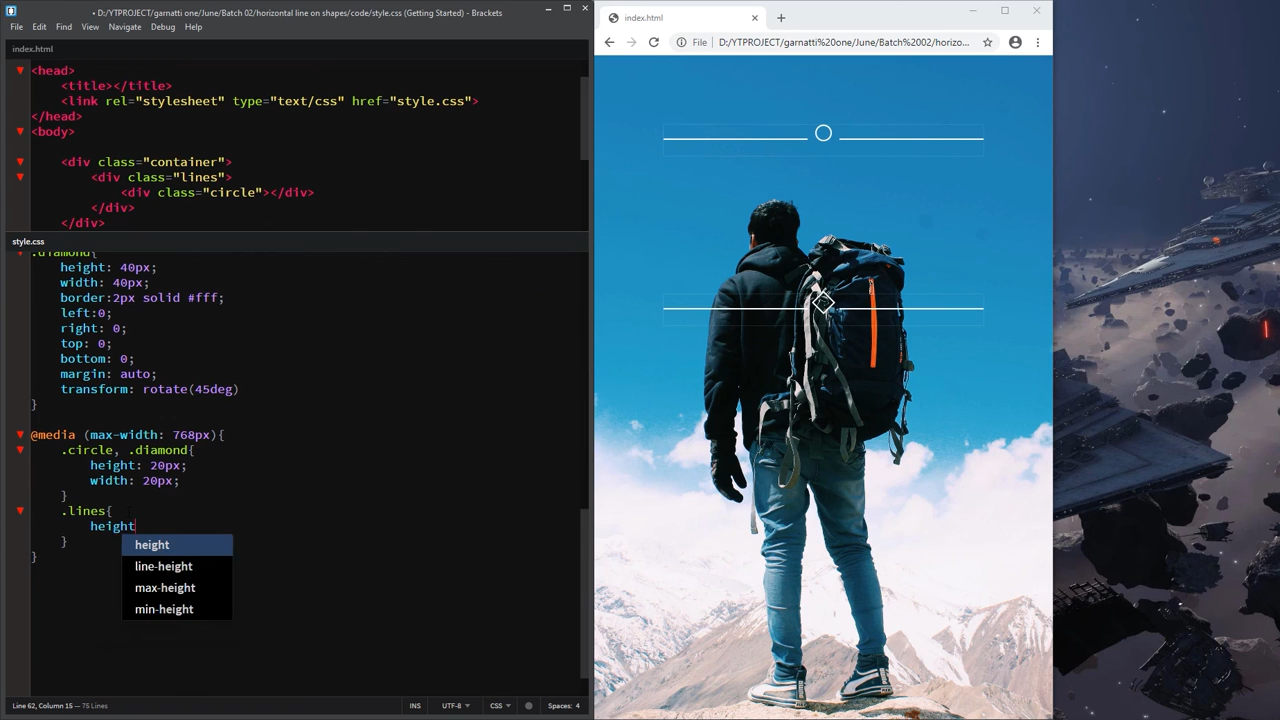 • D:/YTPROJECT/garnatti one/June/Batch 02/horizontal line on shapes/code/style.css (Getting Started) - Brackets
File Edit Find View Navigate Debug Help
index.html
<head>
<title></title>
<link rel="stylesheet" type="text/css" href="style.css">
</head>
<body>
<div class="container">
<div class="lines">
<div class="circle"></div>
</div>
</div>
style.css
.diamond{
height: 40px;
width: 40px;
border:2px solid #fff;
left:0;
right: 0;
top: 0;
bottom: 0;
margin: auto;
transform: rotate(45deg)
}
@media (max-width: 768px){
.circle, .diamond{
height: 20px;
width: 20px;
}
.lines{
height
}
}
height
line-height
max-height
min-height
Line 62, Column 15 — 75 Lines
INS UTF-8 CSS Spaces: 4
index.html
File D:/YTPROJECT/garnatti%20one/June/Batch%2002/horizo...